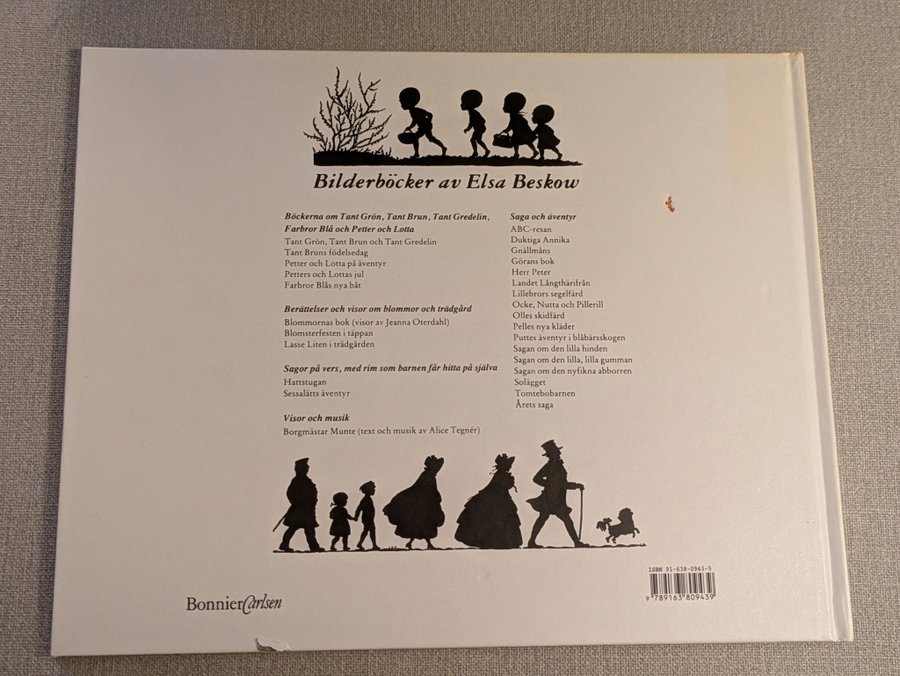 Bilderböcker av Elsa Beskow
Böckerna om Tant Grön, Tant Brun, Tant Gredelin,
Farbror Blå och Petter och Lotta
Tant Grön, Tant Brun och Tant Gredelin
Tant Bruns födelsedag
Petter och Lotta på äventyr
Petters och Lottas jul
Farbror Blås nya båt
Berättelser och visor om blommor och trädgård
Blommornas bok (visor av Jeanna Oterdahl)
Blomsterfesten i täppan
Lasse Liten i trädgården
Sagor på vers, med rim som barnen får hitta på själva
Hattstugan
Sessalätts äventyr
Visor och musik
Borgmästar Munte (text och musik av Alice Tegnér)
Saga och äventyr
ABC-resan
Duktiga Annika
Gnällmåns
Görans bok
Herr Peter
Landet Långthärifrån
Lillebrors segelfärd
Ocke, Nutta och Pillerill
Olles skidfärd
Pelles nya kläder
Puttes äventyr i blåbärsskogen
Sagan om den lilla hinden
Sagan om den lilla, lilla gumman
Sagan om den nyfikna abborren
Solägget
Tomtebobarnen
Årets saga
BonnierCarlsen
ISBN 91-638-0943-5
9 789163 809439